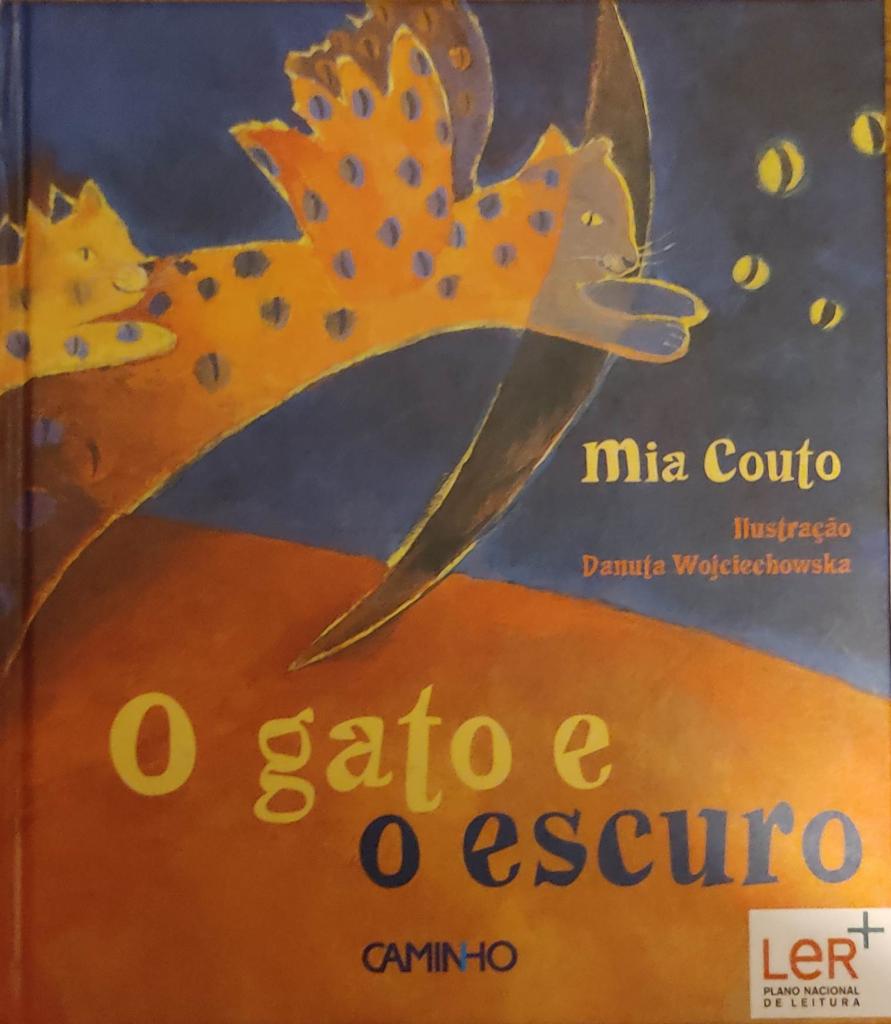 Mia Couto
Ilustração
Danuta Wojciechowska
O gato e
o escuro
CAMINHO
LeR+
PLANO NACIONAL
DE LEITURA